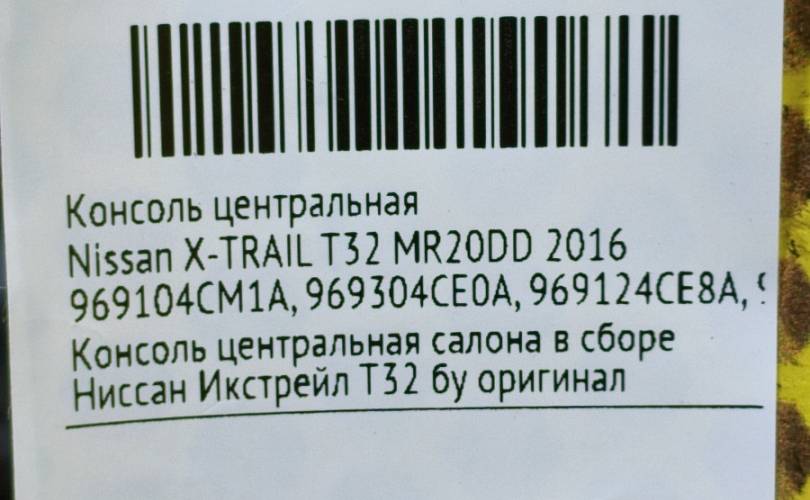 Консоль центральная
Nissan X-TRAIL T32 MR20DD 2016
969104CM1A, 969304CE0A, 969124CE8A,
Консоль центральная салона в сборе
Ниссан Икстрейл Т32 бу оригинал